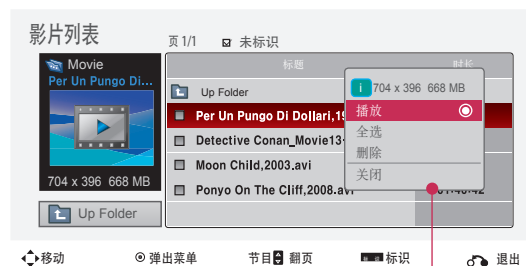 影片列表
页 1/1 未标识
Movie
Per Un Pungo Di...
704 x 396 668 MB
Up Folder
标题 时长
Up Folder
Per Un Pungo Di Dollari,19
Detective Conan_Movie13
Moon Child,2003.avi
Ponyo On The Cliff,2008.avi
i 704 x 396 668 MB
播放
全选
删除
关闭
移动 弹出菜单 节目 翻页 标识 退出